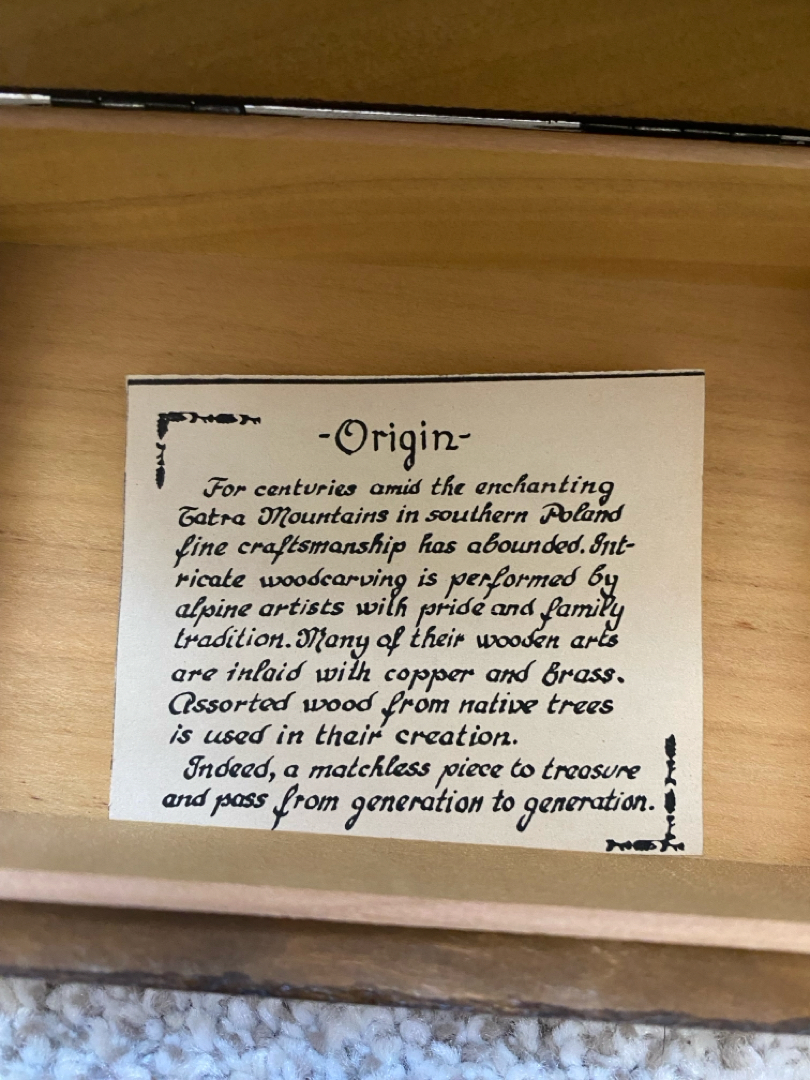 -Origin-
For centuries amid the enchanting
Tatra Mountains in southern Poland
fine craftsmanship has abounded. Int-
ricate woodcarving is performed by
alpine artists with pride and family
tradition. Many of their wooden arts
are inlaid with copper and brass.
Assorted wood from native trees
is used in their creation.
Indeed, a matchless piece to treasure
and pass from generation to generation.